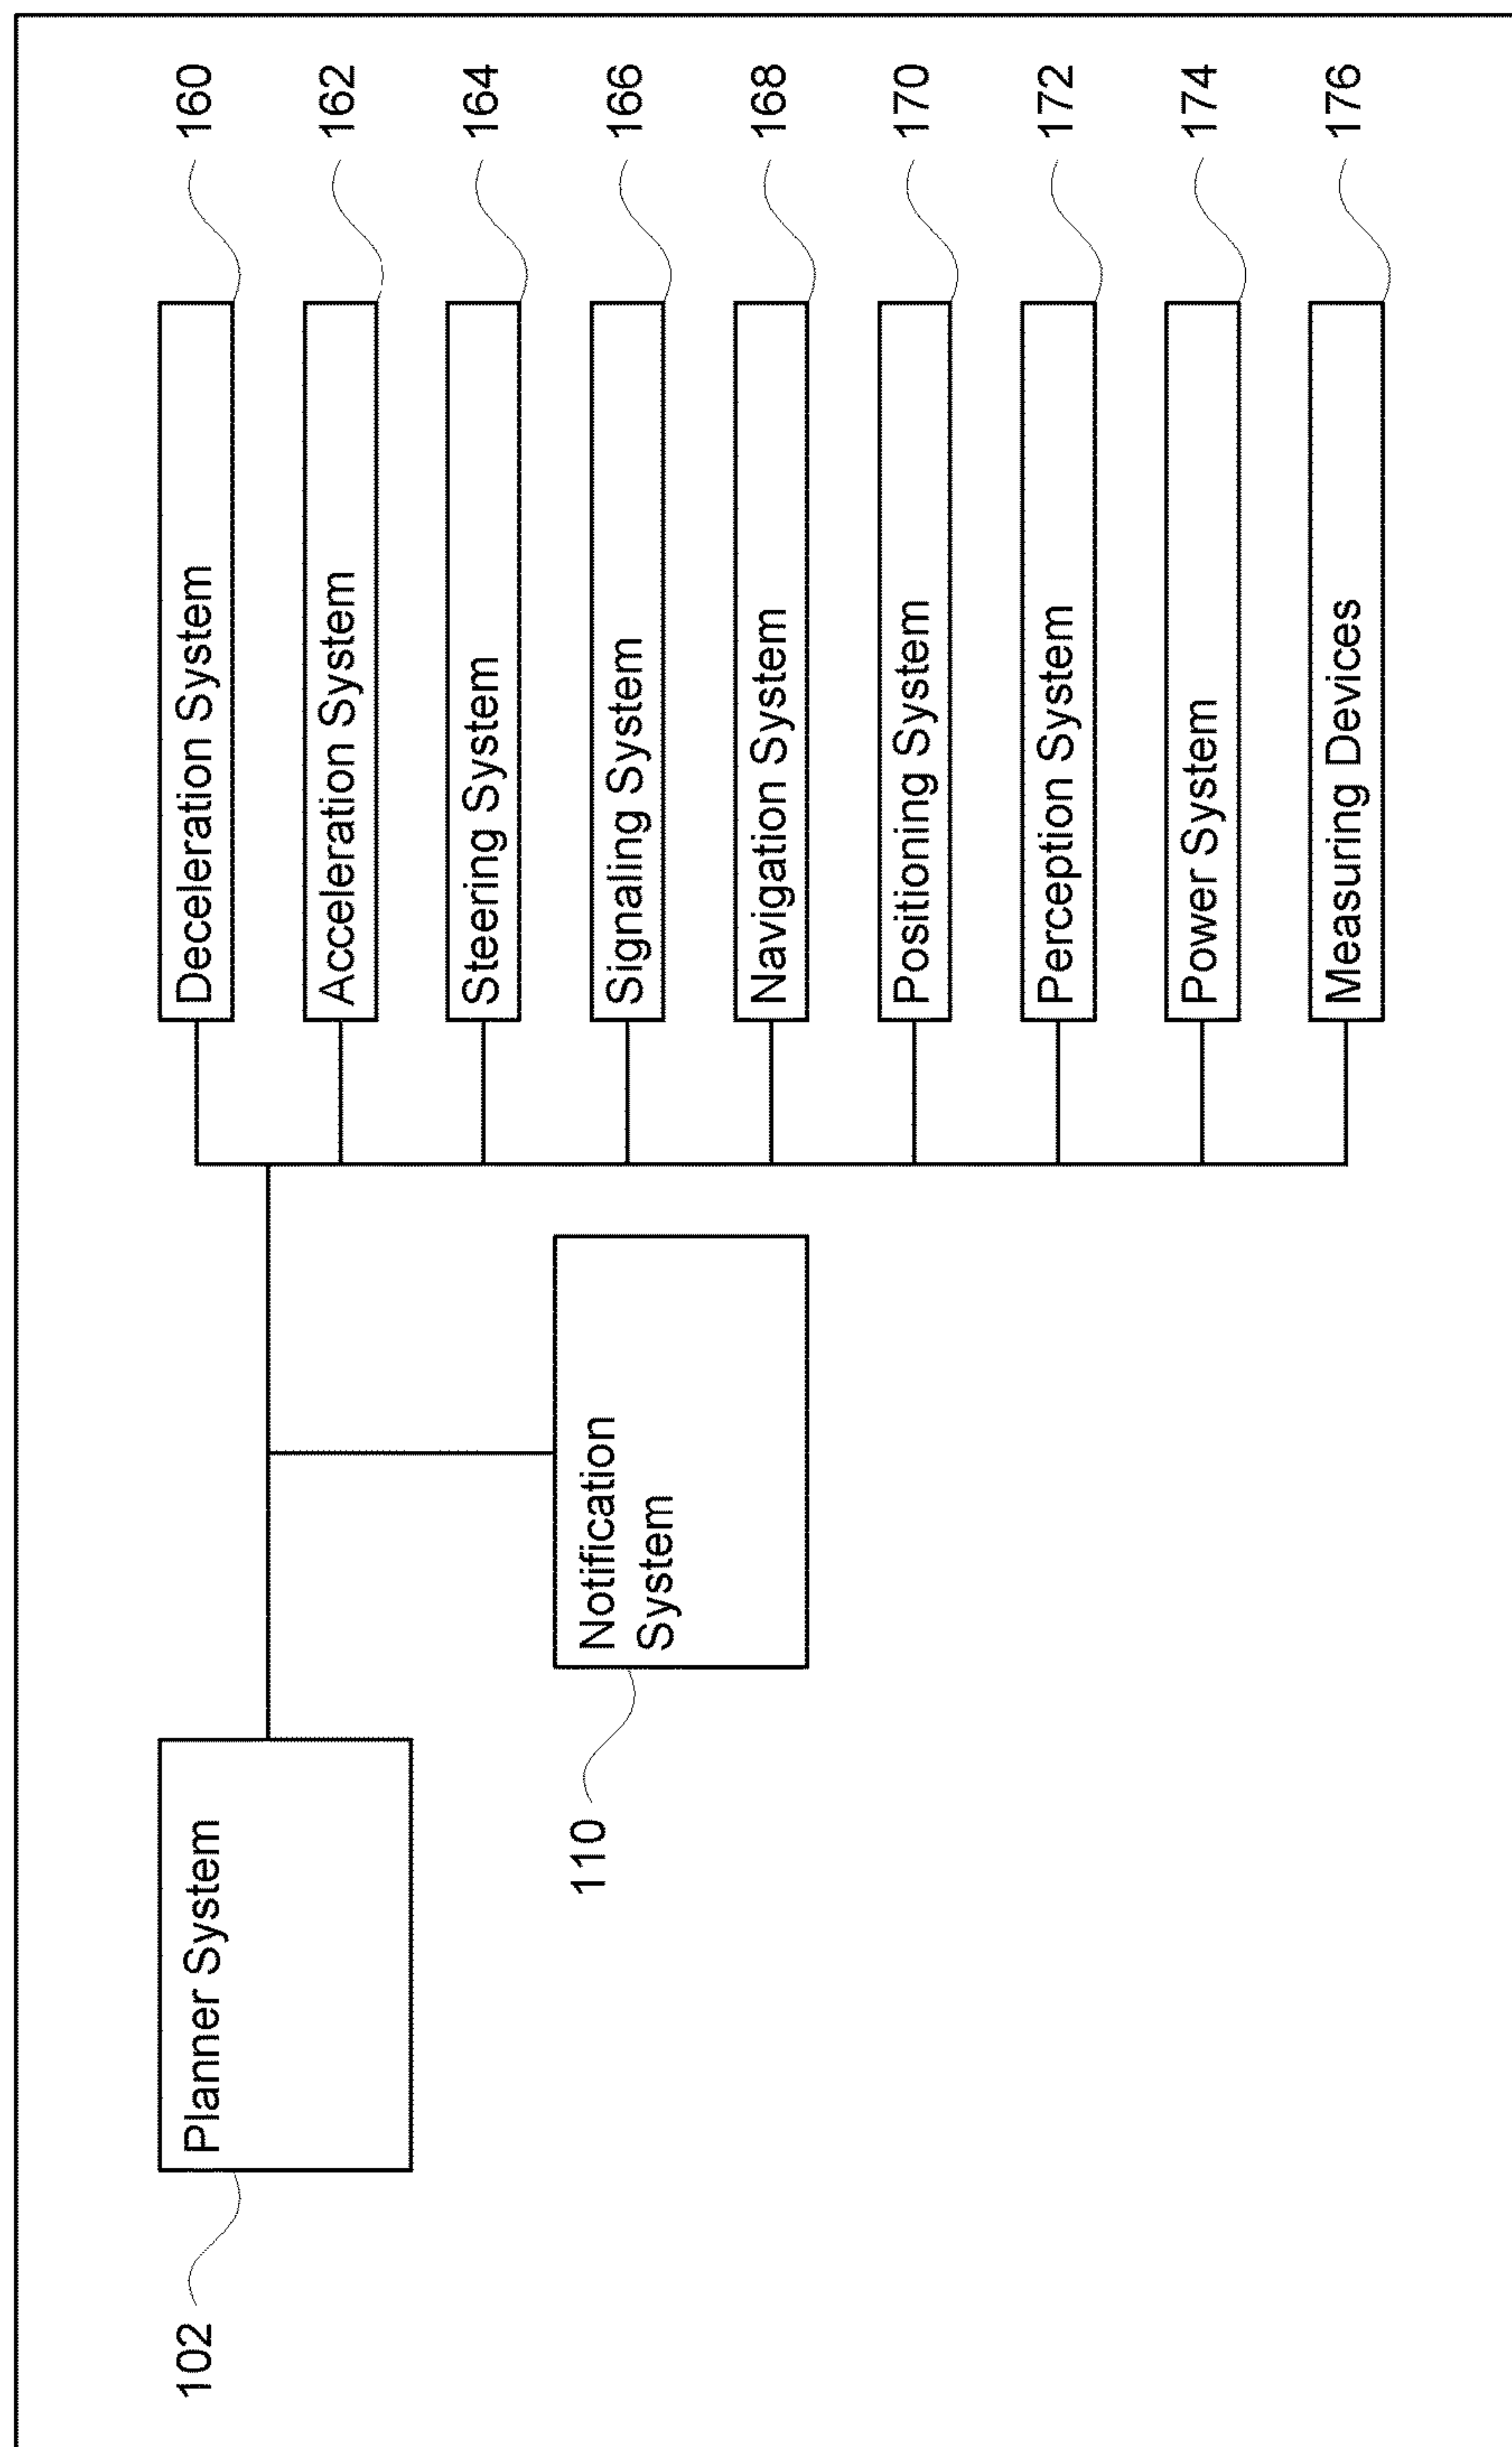 Planner System
102
Notification
System
110
Deceleration System
160
Acceleration System
162
Steering System
164
Signaling System
166
Navigation System
168
Positioning System
170
Perception System
172
Power System
174
Measuring Devices
176